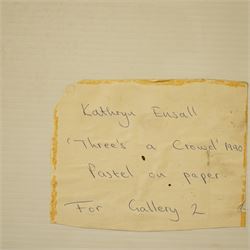 Kathryn Ensall
'Three's a Crowd' 1990
Pastel on paper
For Gallery 2